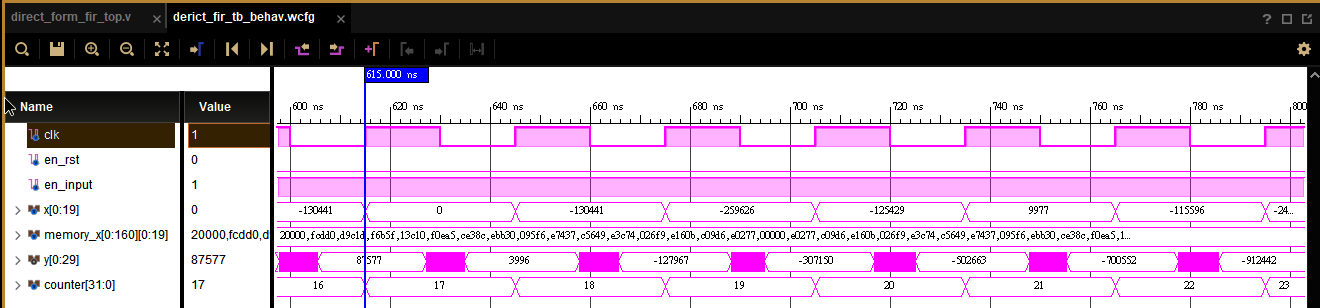 direct_form_fir_top.v × derict_fir_tb_behav.wcfg ×
615.000 ns
Name Value
600 ns 620 ns 640 ns 660 ns 680 ns 700 ns 720 ns 740 ns 760 ns 780 ns 800
clk 1
en_rst 0
en_input 1
x[0:19] 0 -130441 0 -130441 -259626 -125429 9977 -115596 -24...
memory_x[0:160][0:19] 20000,fcdd0,d 20000,fcdd0,d9c1d,f6b5f,13c10,f0ea5,ce38c,ebb30,095f6,e7437,c5649,e3c74,026f9,e160b,c09d6,e0277,00000,e0277,c09d6,e160b,026f9,e3c74,c5649,e7437,095f6,ebb30,ce38c,f0ea5,1...
y[0:29] 87577 87577 3996 -127967 -307150 -502663 -700552 -912442
counter[31:0] 17 16 17 18 19 20 21 22 23